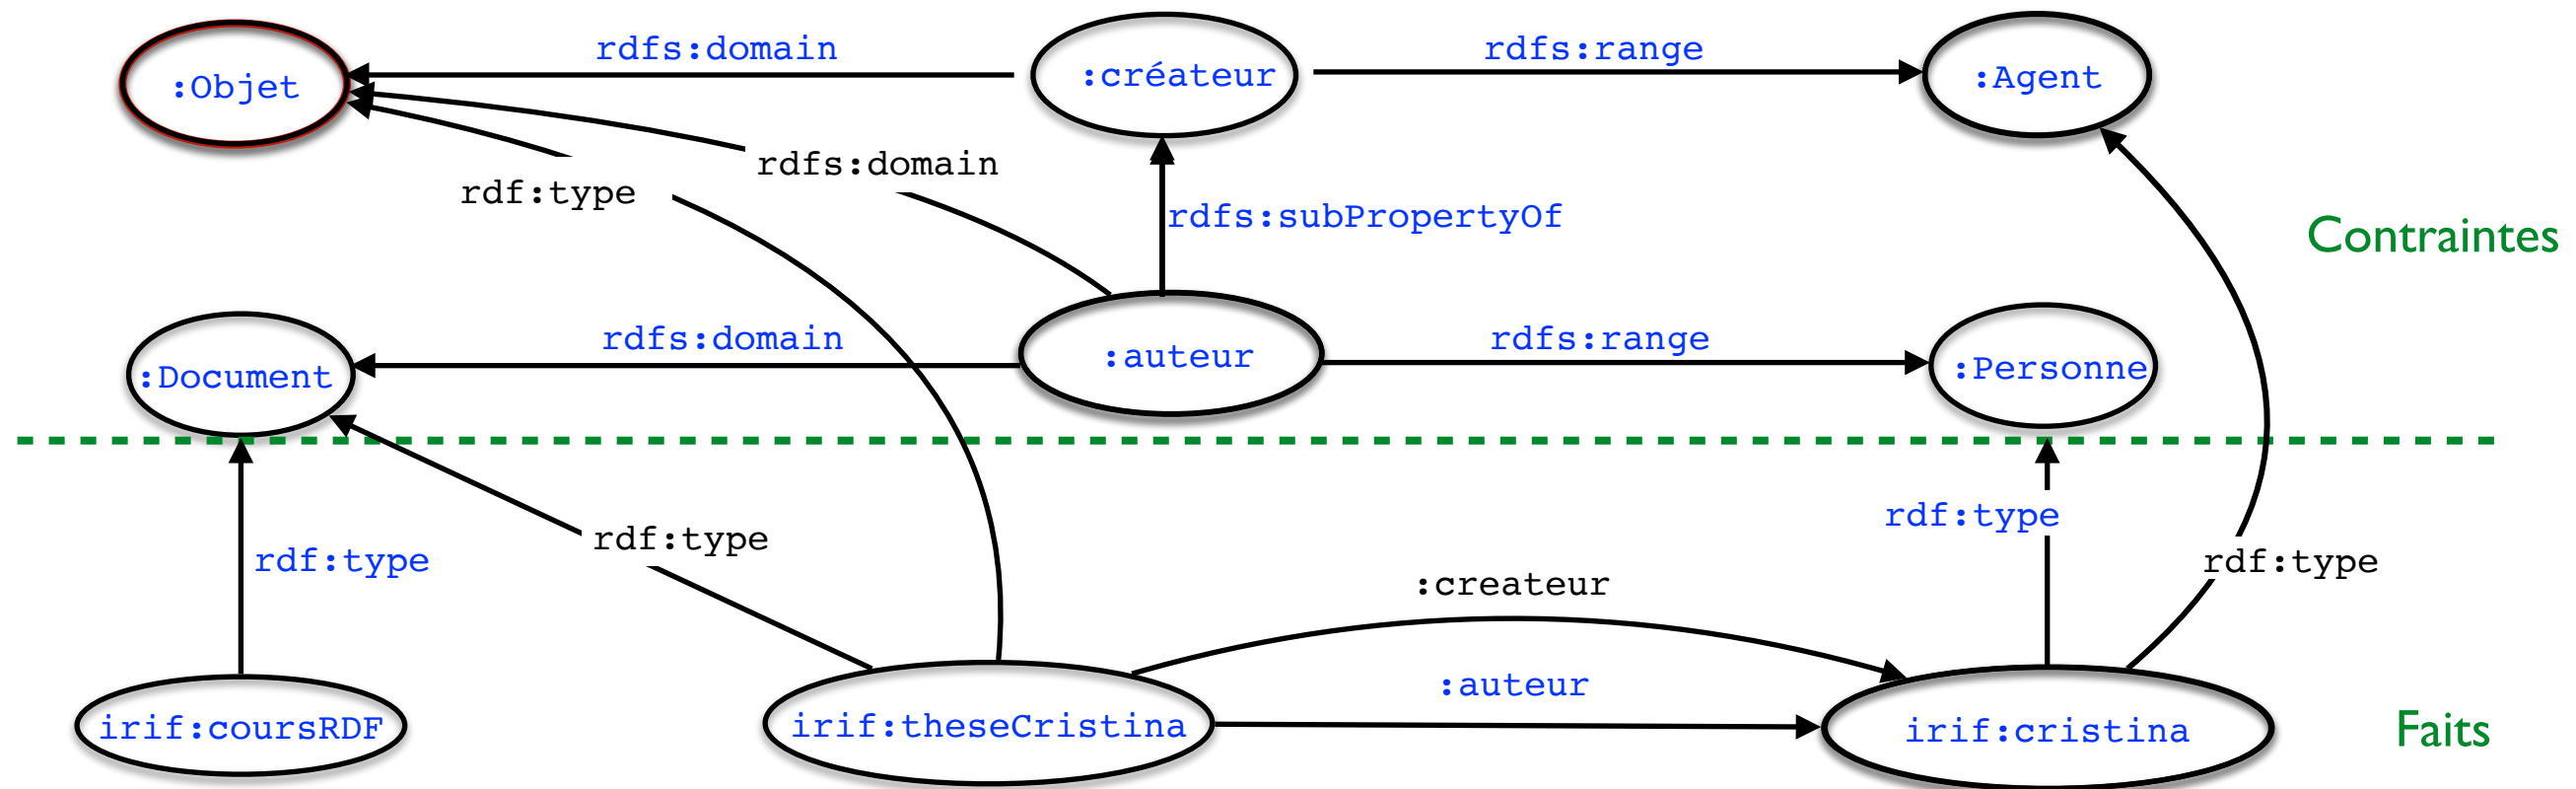 rdfs:domain
rdfs:range
:Objet
:créateur
:Agent
rdfs:domain
rdf:type
rdfs:subPropertyOf
Contraintes
rdfs:domain
rdfs:range
:Document
:auteur
:Personne
rdf:type
rdf:type
rdf:type
rdf:type
:createur
:auteur
irif:coursRDF
irif:theseCristina
irif:cristina
Faits